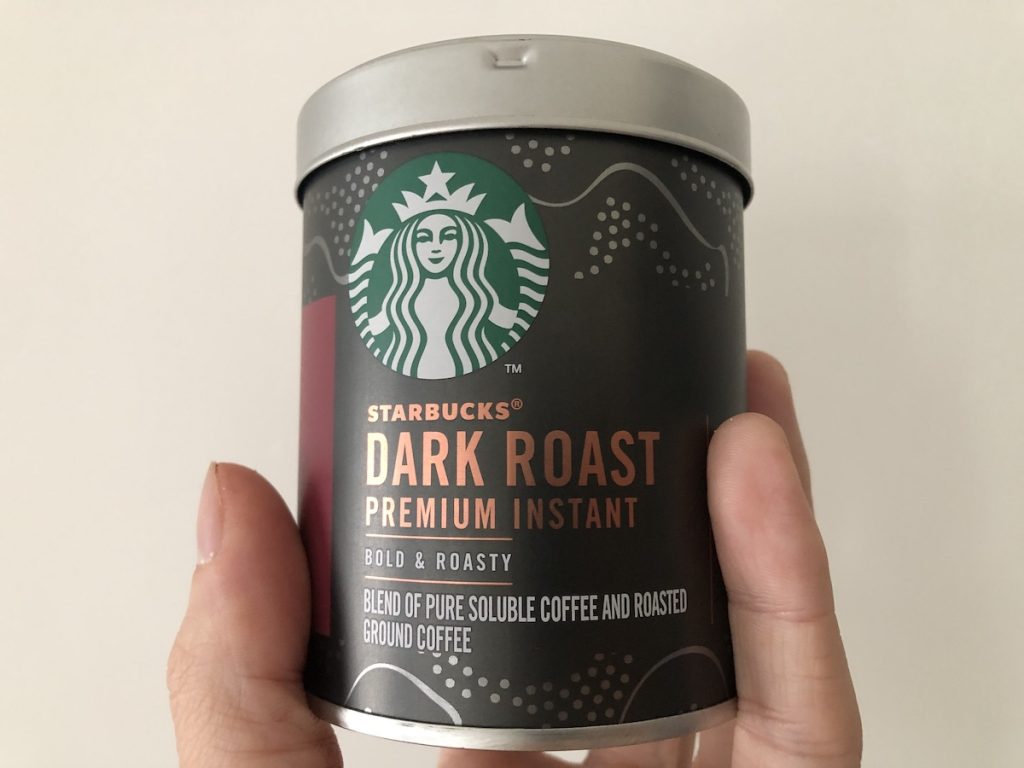 TM
STARBUCKS®
DARK ROAST
PREMIUM INSTANT
BOLD & ROASTY
BLEND OF PURE SOLUBLE COFFEE AND ROASTED
GROUND COFFEE